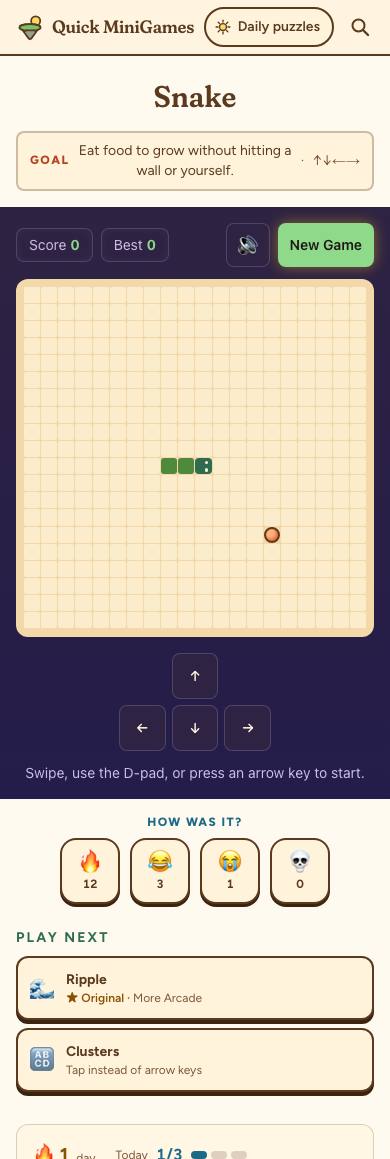 Quick MiniGames
Daily puzzles
Snake
GOAL
Eat food to grow without hitting a
wall or yourself.
· ↑↓←→
Score 0
Best 0
New Game
↑
← ↓ →
Swipe, use the D-pad, or press an arrow key to start.
HOW WAS IT?
12
3
1
0
PLAY NEXT
Ripple
★ Original · More Arcade
ABCD
Clusters
Tap instead of arrow keys
1 day
Today 1/3